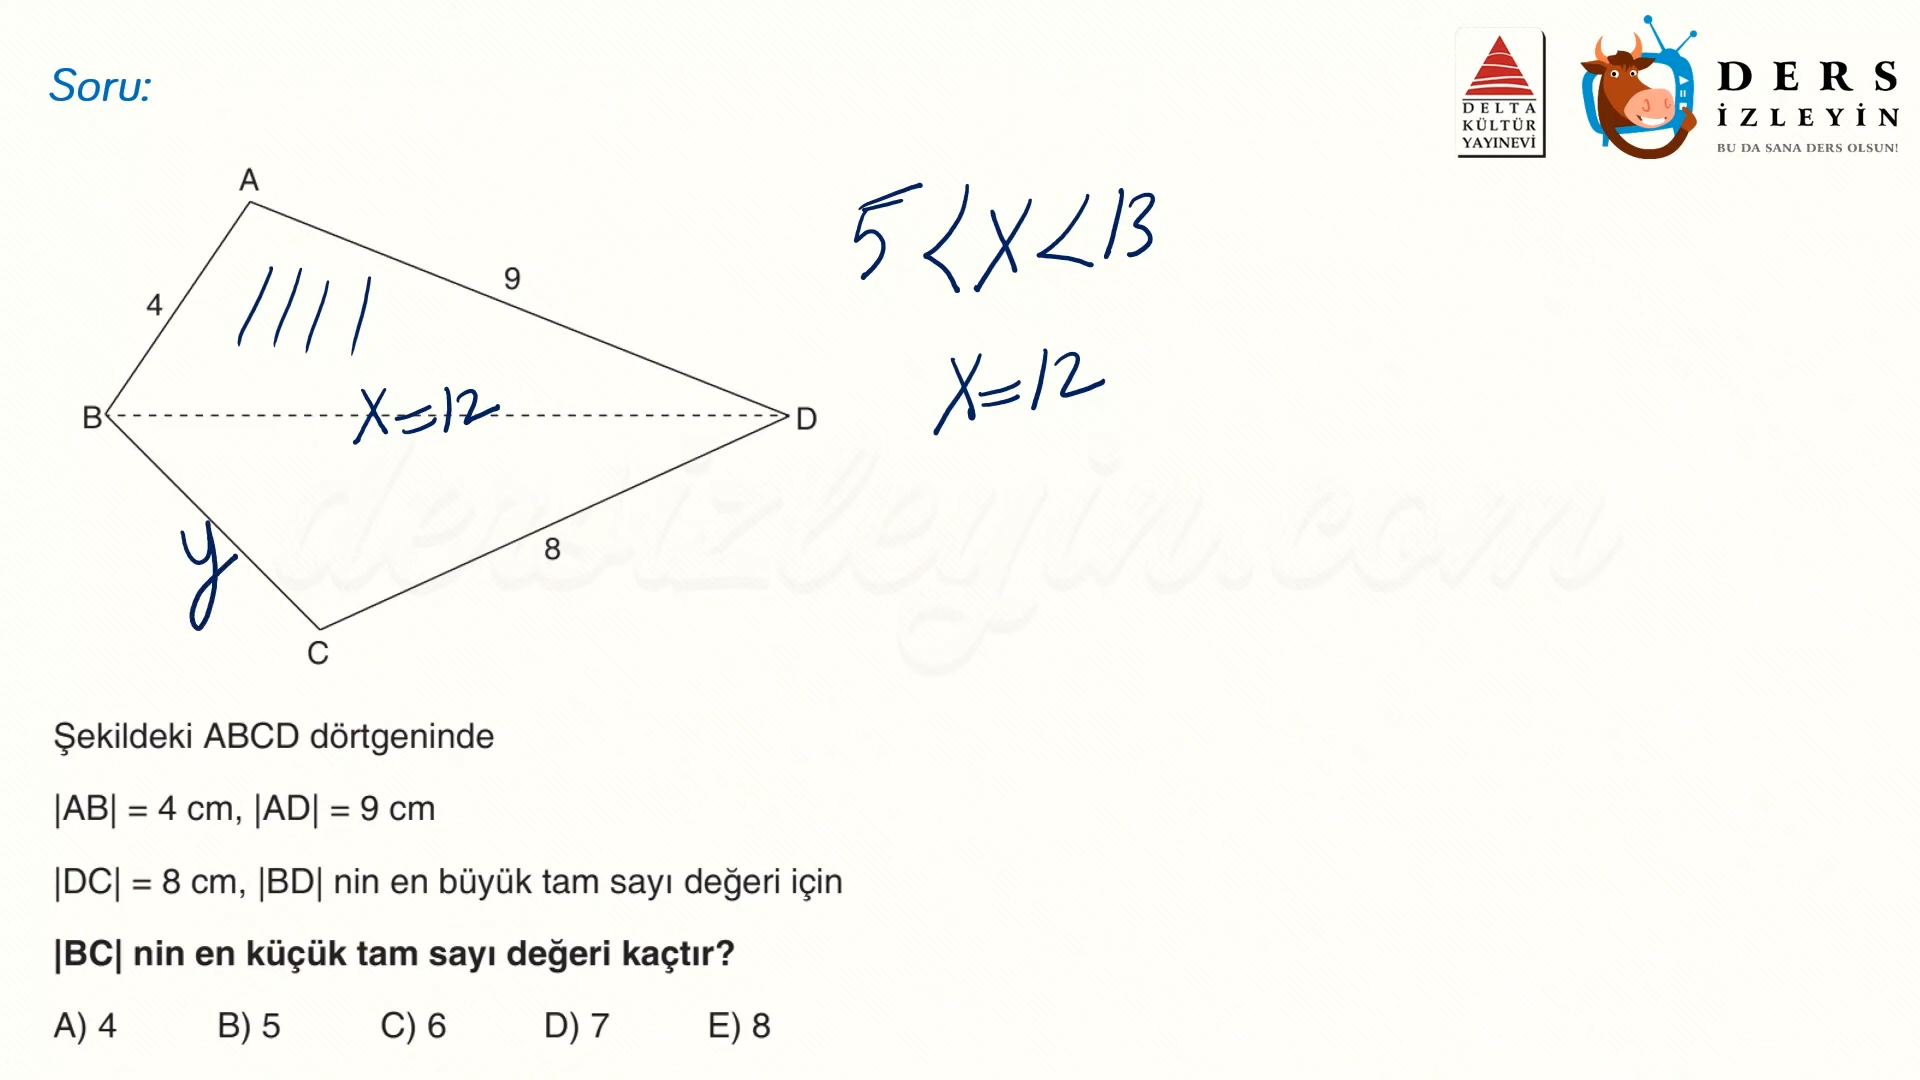 Soru:
DELTA
KÜLTÜR
YAYINEVİ
DERS
İZLEYİN
BU DA SANA DERS OLSUN!
A
4
9
5 < x < 13
x = 12
B
x = 12
D
y
8
C
dersizleyin.com
Şekildeki ABCD dörtgeninde
|AB| = 4 cm, |AD| = 9 cm
|DC| = 8 cm, |BD| nin en büyük tam sayı değeri için
|BC| nin en küçük tam sayı değeri kaçtır?
A) 4 B) 5 C) 6 D) 7 E) 8